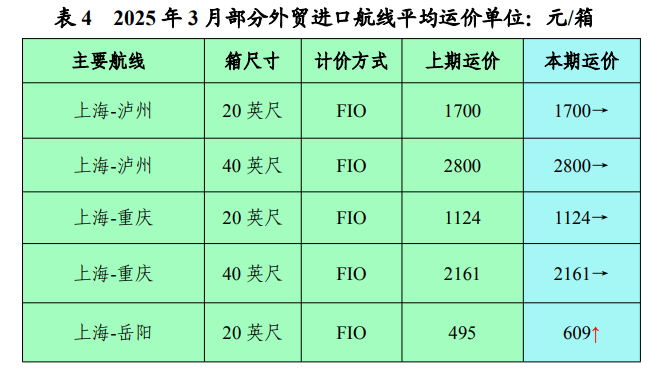 表 4 2025 年 3 月部分外贸进口航线平均运价单位：元/箱
主要航线 箱尺寸 计价方式 上期运价 本期运价
上海-泸州 20 英尺 FIO 1700 1700→
上海-泸州 40 英尺 FIO 2800 2800→
上海-重庆 20 英尺 FIO 1124 1124→
上海-重庆 40 英尺 FIO 2161 2161→
上海-岳阳 20 英尺 FIO 495 609↑